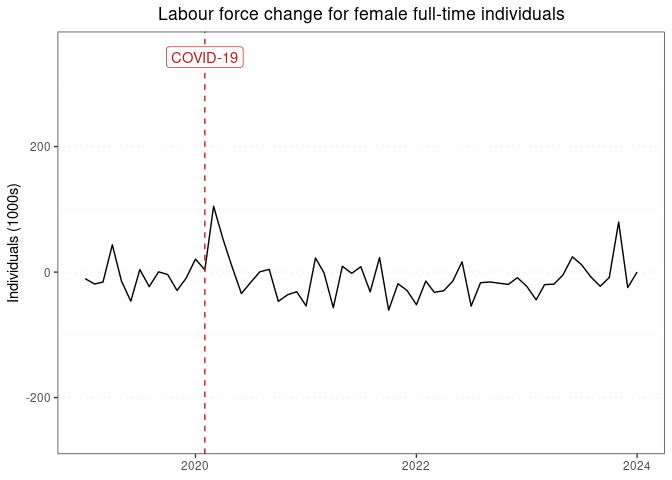 Labour force change for female full-time individuals
COVID-19
Individuals (1000s)
200
0
-200
2020
2022
2024